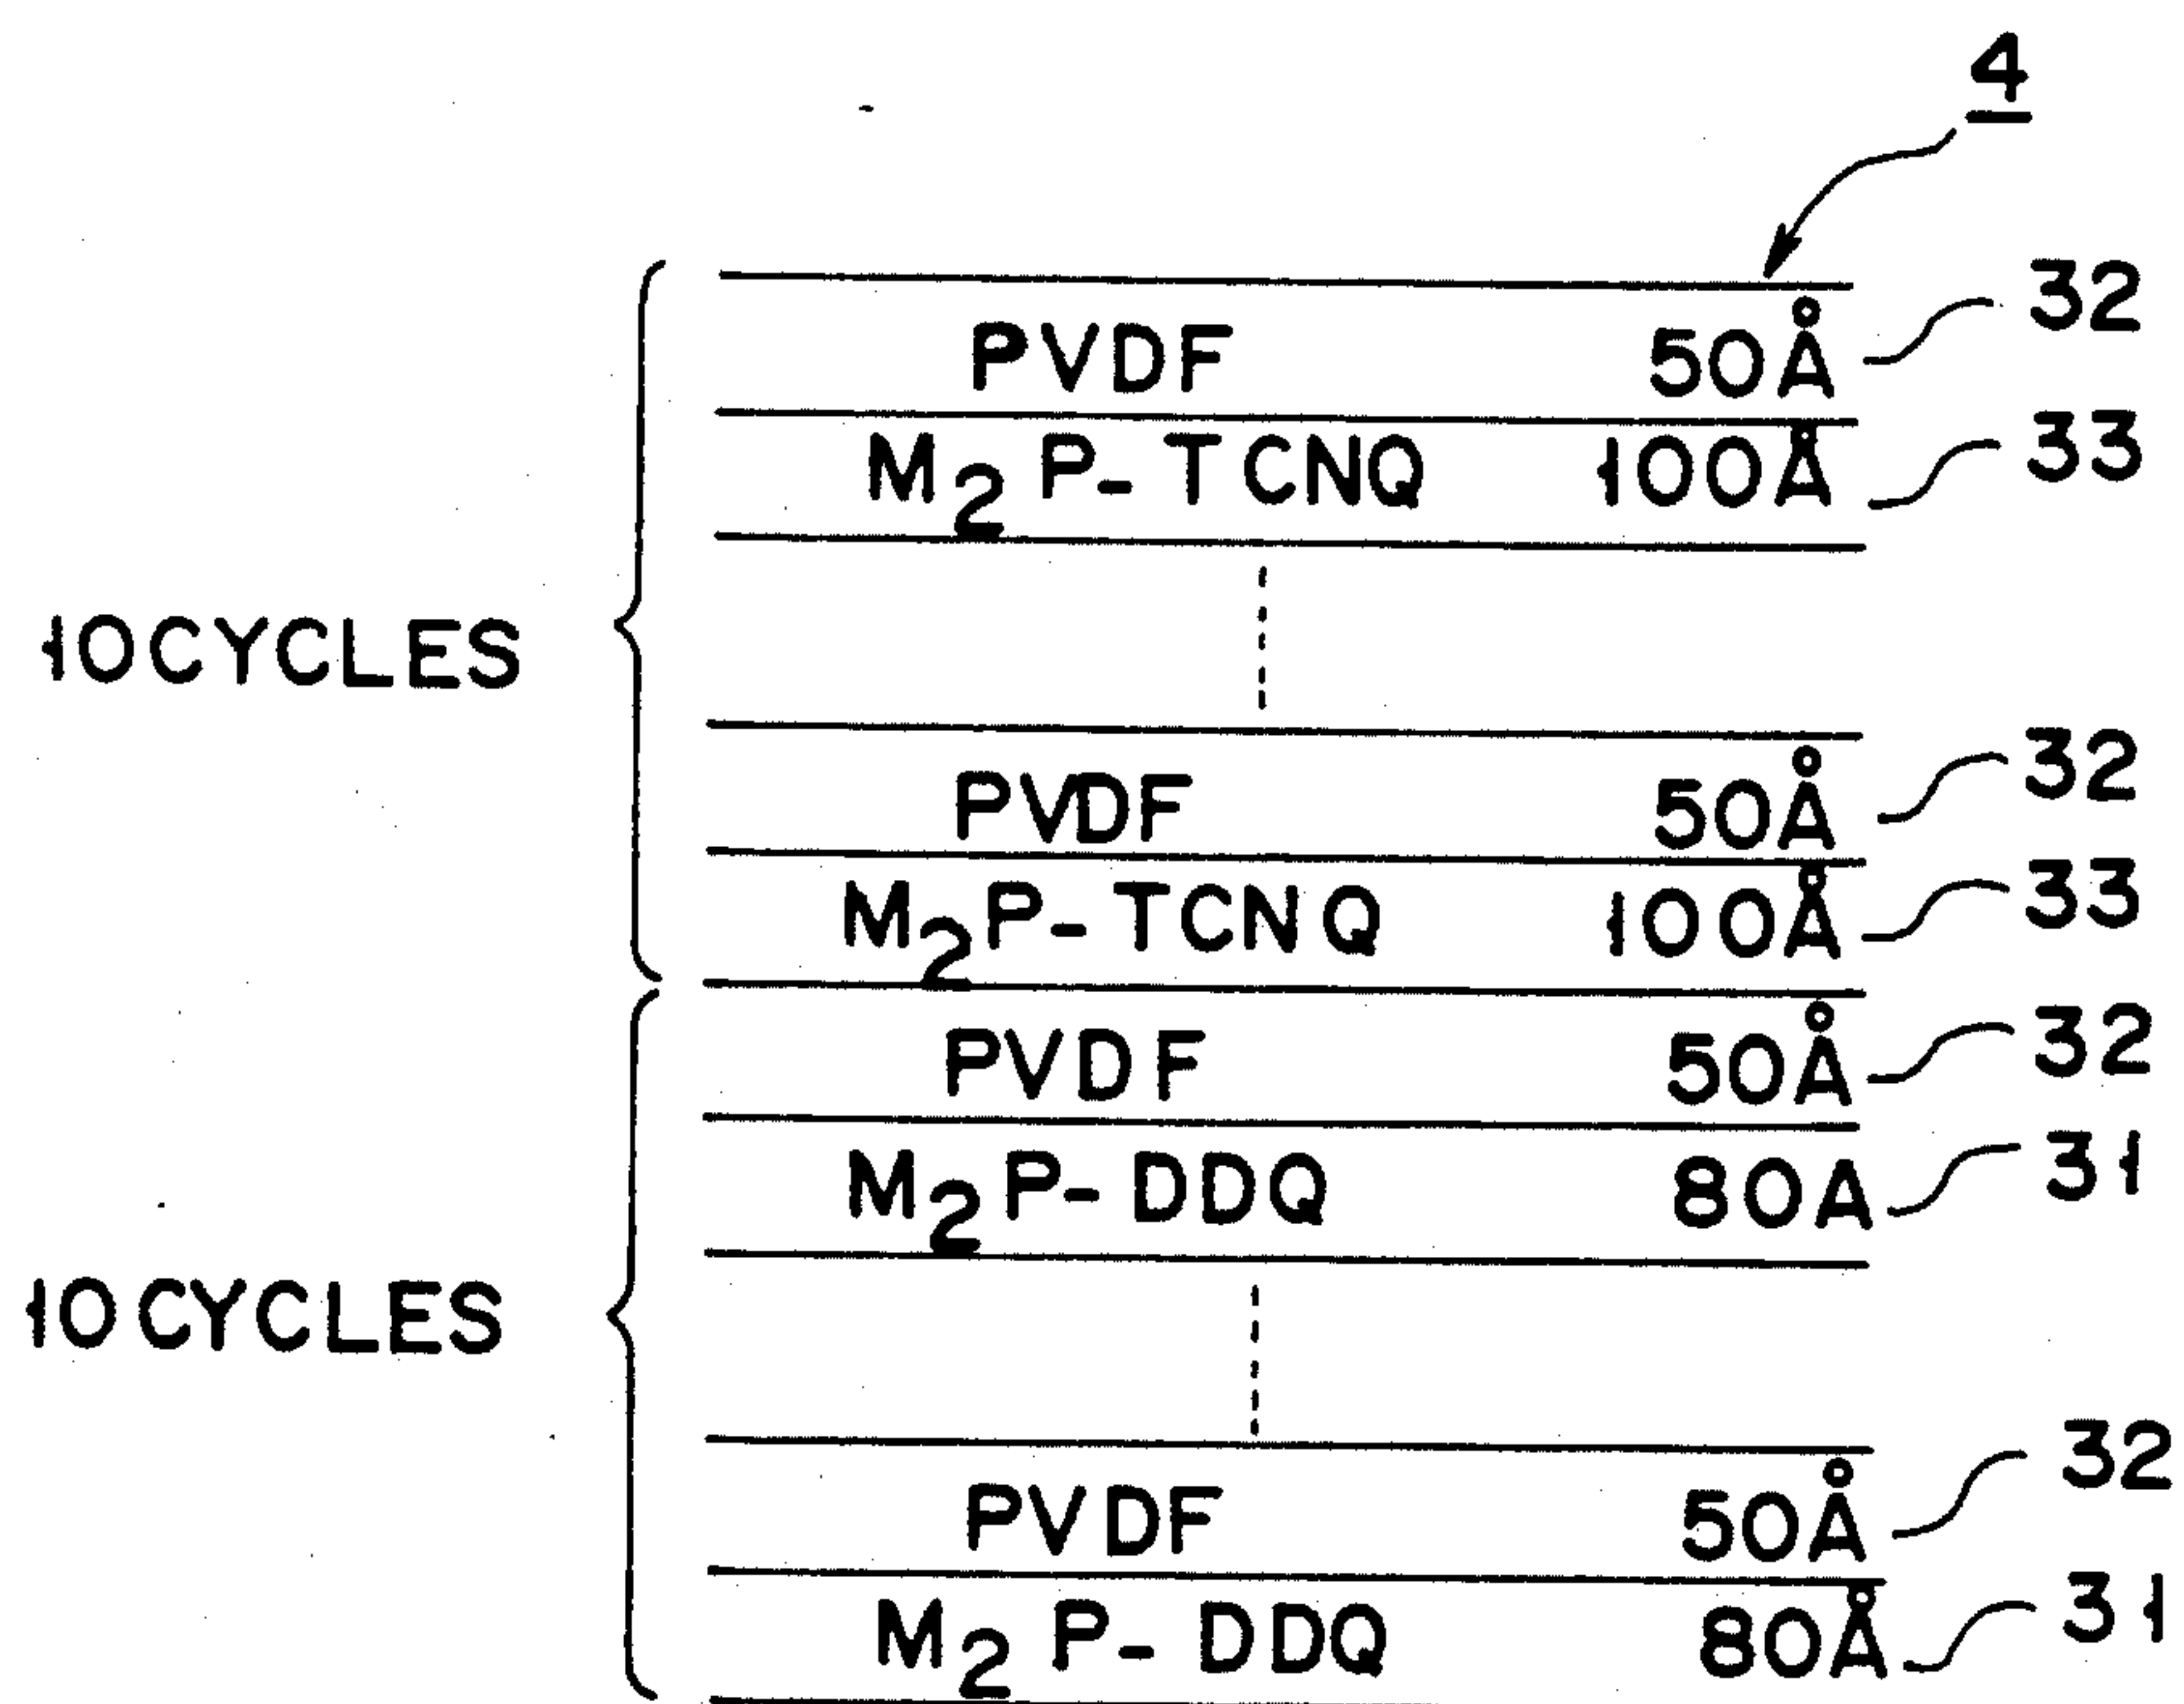 4
PVDF 50Å 32
M₂P-TCNQ 100Å 33
10CYCLES
PVDF 50Å 32
M₂P-TCNQ 100Å 33
PVDF 50Å 32
M₂P-DDQ 80A 31
10CYCLES
PVDF 50Å 32
M₂P-DDQ 80Å 31